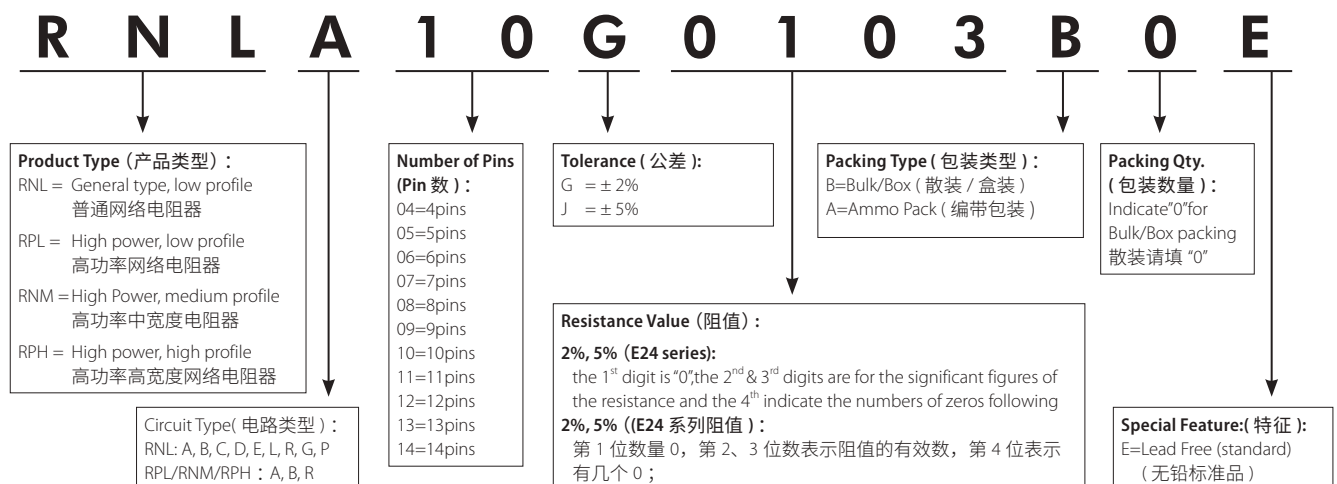 R N L A 1 0 G 0 1 0 3 B 0 E
Product Type（产品类型）：
RNL = General type, low profile
普通网络电阻器
RPL = High power, low profile
高功率网络电阻器
RNM =High Power, medium profile
高功率中宽度电阻器
RPH = High power, high profile
高功率高宽度网络电阻器
Circuit Type( 电路类型 )：
RNL: A, B, C, D, E, L, R, G, P
RPL/RNM/RPH：A, B, R
Number of Pins
(Pin 数 )：
04=4pins
05=5pins
06=6pins
07=7pins
08=8pins
09=9pins
10=10pins
11=11pins
12=12pins
13=13pins
14=14pins
Tolerance ( 公差 ):
G = ± 2%
J = ± 5%
Resistance Value（阻值）:
2%, 5%（E24 series):
the 1st digit is “0”,the 2nd & 3rd digits are for the significant figures of
the resistance and the 4th indicate the numbers of zeros following
2%, 5%（(E24 系列阻值 )：
第 1 位数量 0，第 2、3 位数表示阻值的有效数，第 4 位表示
有几个 0；
Packing Type ( 包装类型 )：
B=Bulk/Box ( 散装 / 盒装 )
A=Ammo Pack ( 编带包装 )
Packing Qty.
( 包装数量 )：
Indicate”0”for
Bulk/Box packing
散装请填 “0”
Special Feature:( 特征 ):
E=Lead Free (standard)
( 无铅标准品 )